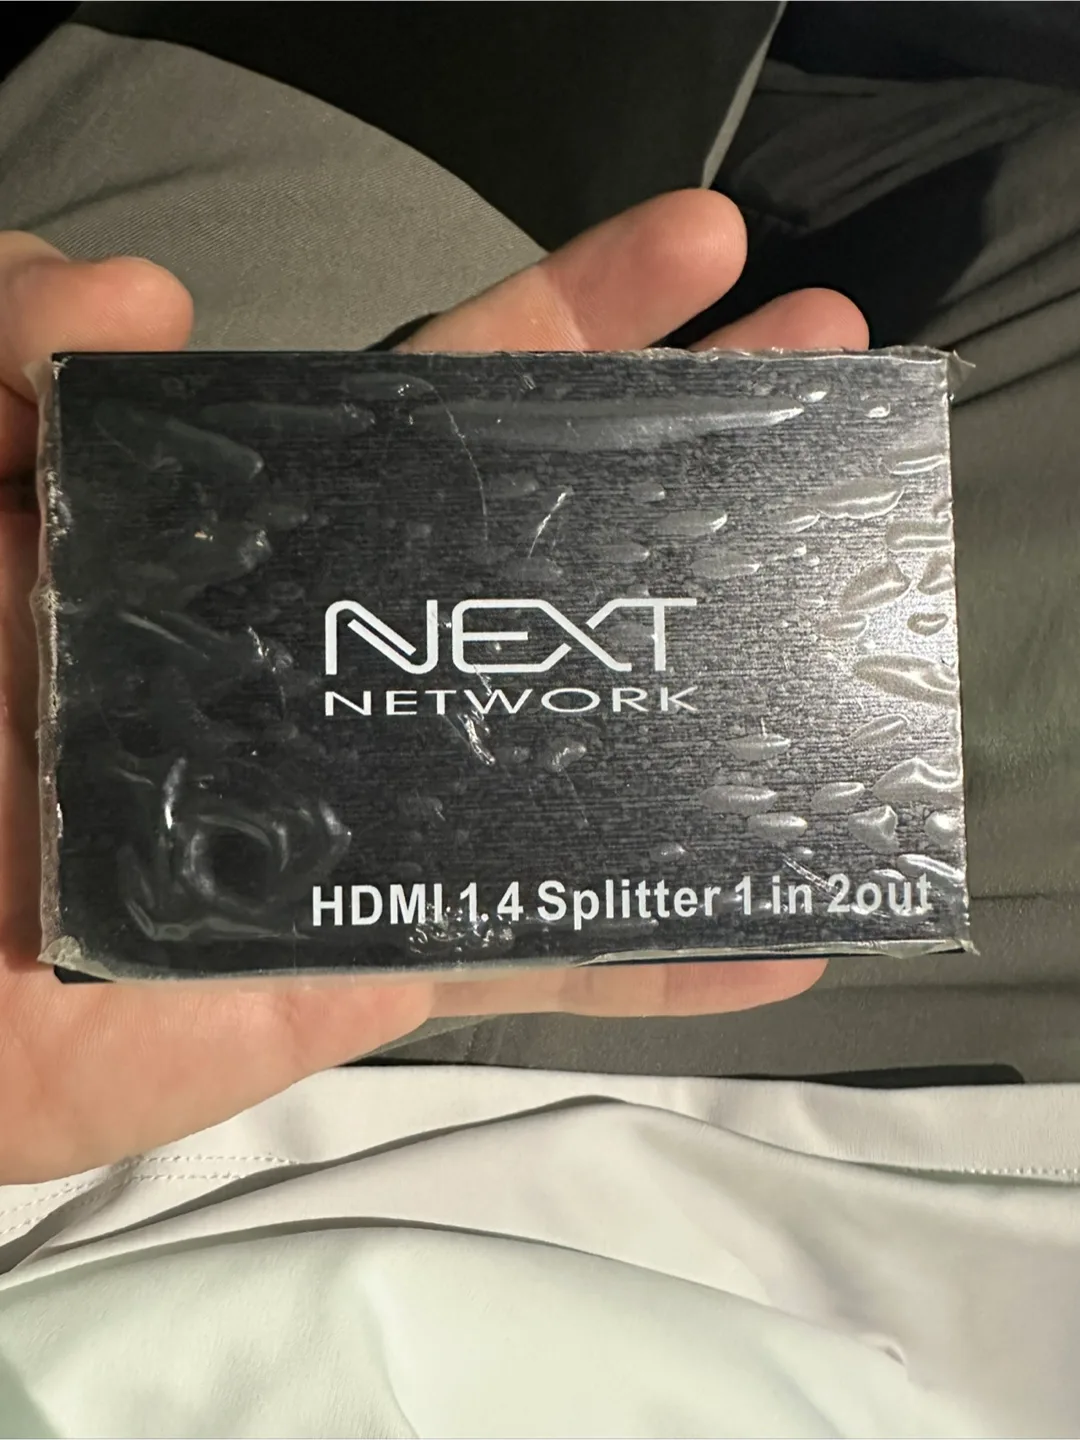 NEXT
NETWORK
HDMI 1.4 Splitter 1 in 2out